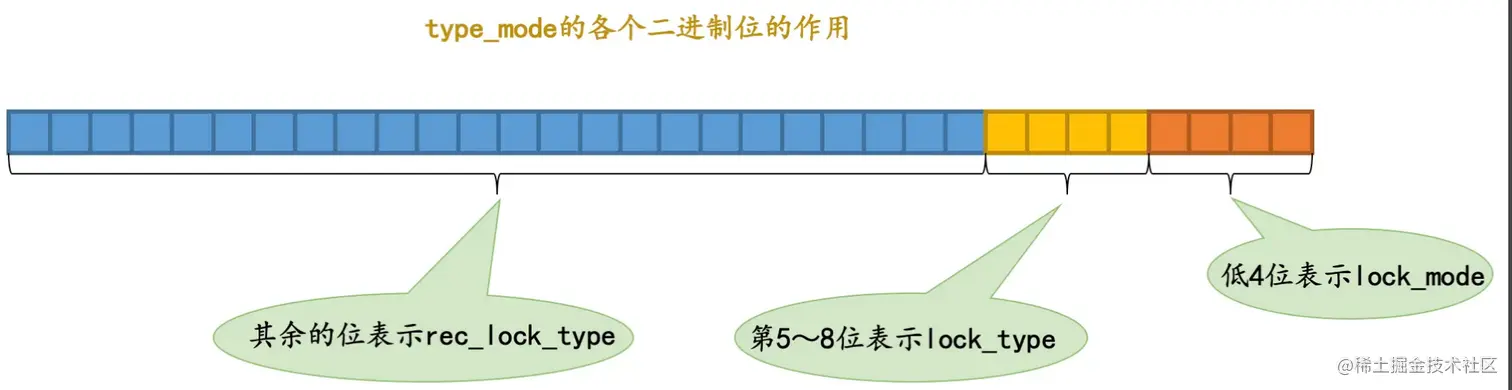 type_mode的各个二进制位的作用
其余的位表示rec_lock_type
第5～8位表示lock_type
低4位表示lock_mode
@稀土掘金技术社区